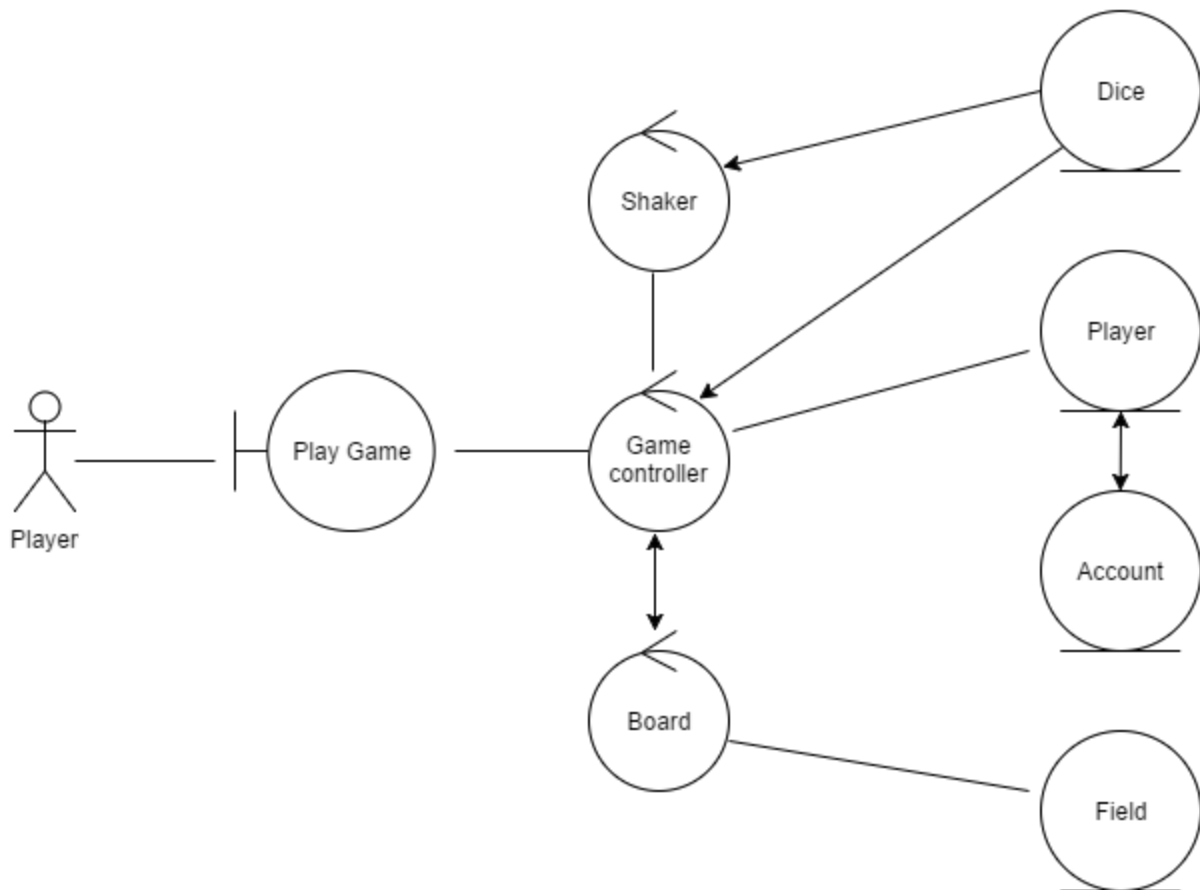 Dice
Shaker
Player
Play Game
Game
controller
Player
Account
Board
Field